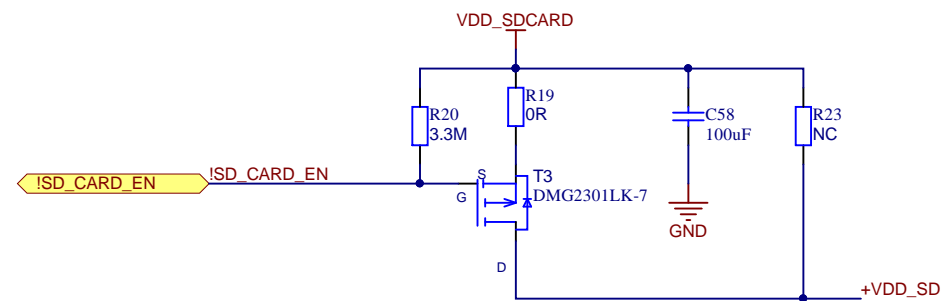 VDD_SDCARD
R20
3.3M
R19
0R
C58
100uF
R23
NC
!SD_CARD_EN
!SD_CARD_EN
S
G
T3
DMG2301LK-7
GND
D
+VDD_SD